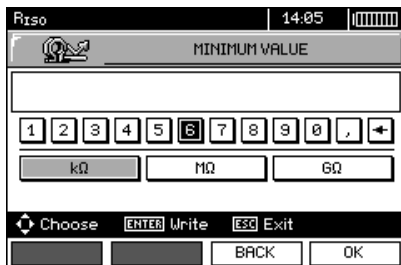 RISO 14:05
MINIMUM VALUE
1 2 3 4 5 6 7 8 9 0 ,
kΩ MΩ GΩ
Choose ENTER Write ESC Exit
BACK OK